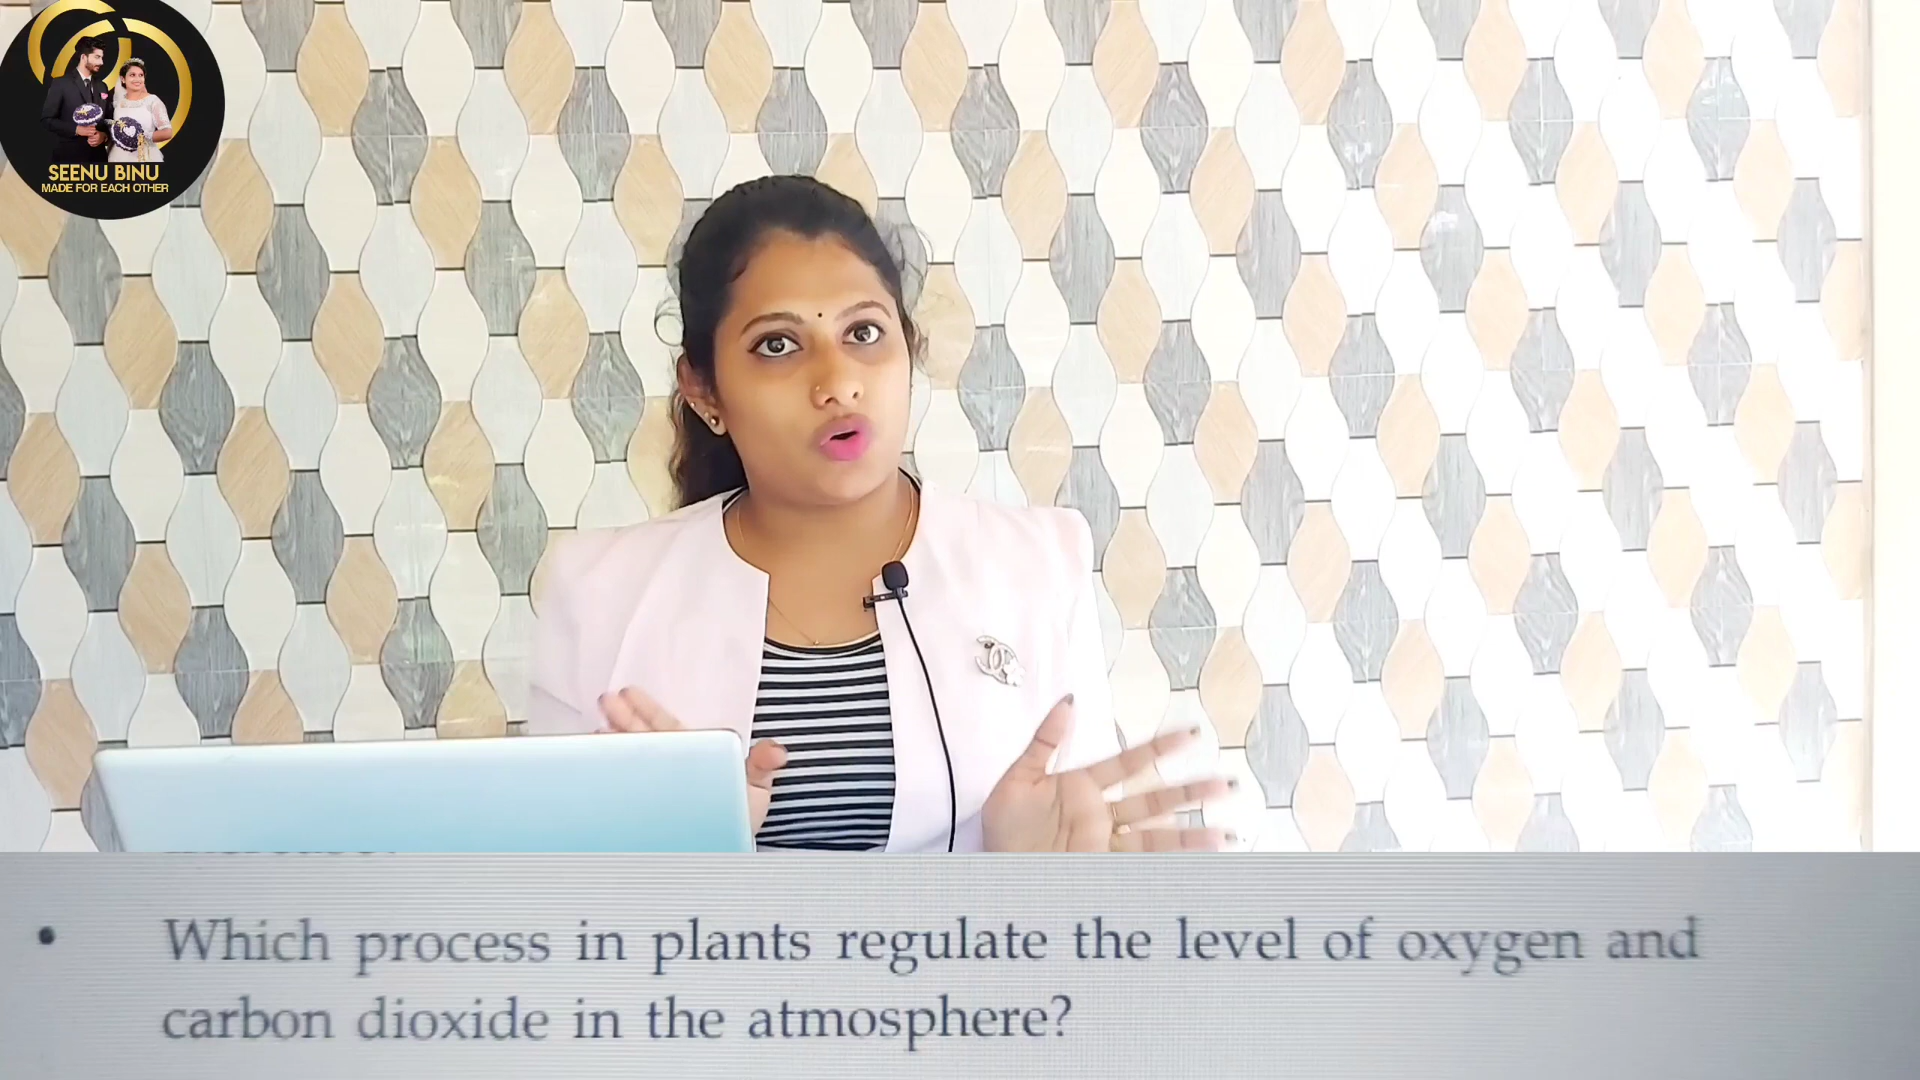 SEENU BINU
MADE FOR EACH OTHER
• Which process in plants regulate the level of oxygen and
carbon dioxide in the atmosphere?